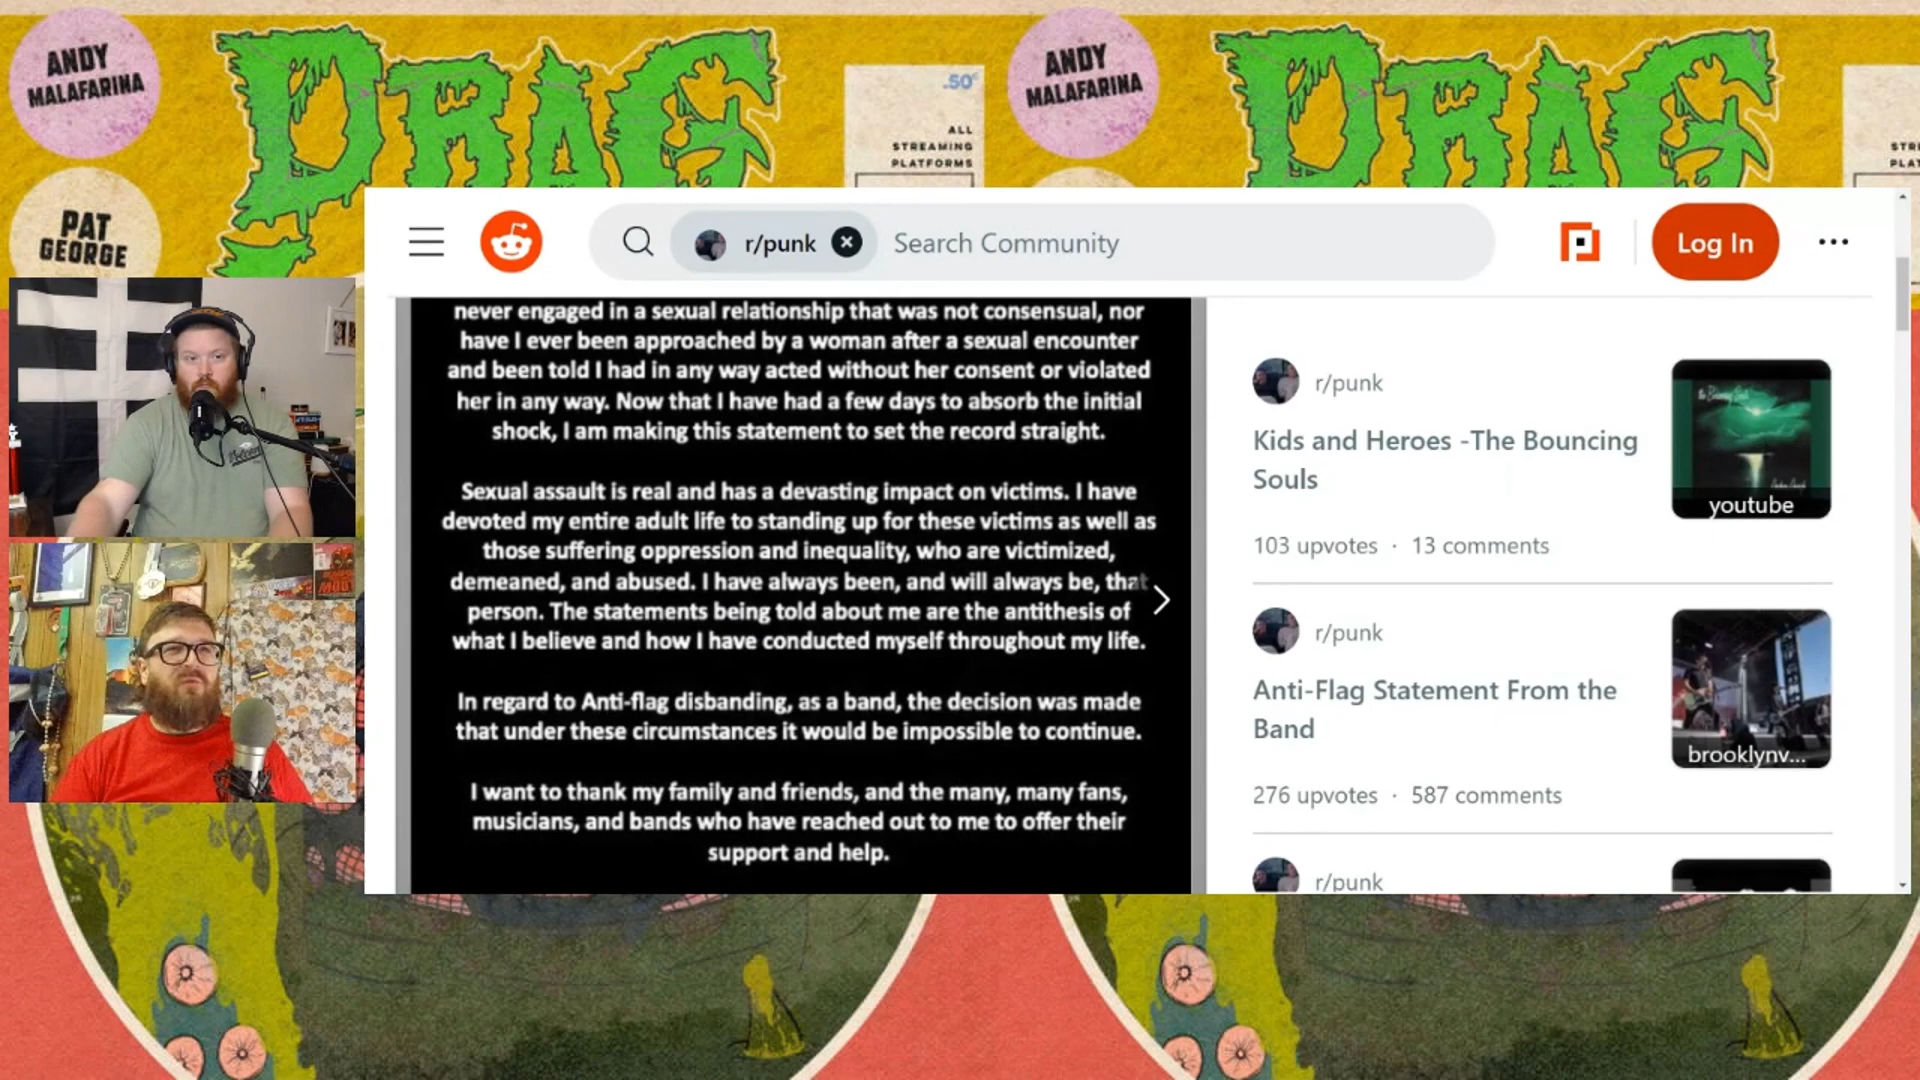 ANDY
MALAFARINA
DRAG
.50¢
ALL
STREAMING
PLATFORMS
ANDY
MALAFARINA
DRAG
PAT
GEORGE
r/punk
Search Community
Log In
never engaged in a sexual relationship that was not consensual, nor
have I ever been approached by a woman after a sexual encounter
and been told I had in any way acted without her consent or violated
her in any way. Now that I have had a few days to absorb the initial
shock, I am making this statement to set the record straight.
Sexual assault is real and has a devasting impact on victims. I have
devoted my entire adult life to standing up for these victims as well as
those suffering oppression and inequality, who are victimized,
demeaned, and abused. I have always been, and will always be, that
person. The statements being told about me are the antithesis of
what I believe and how I have conducted myself throughout my life.
In regard to Anti-flag disbanding, as a band, the decision was made
that under these circumstances it would be impossible to continue.
I want to thank my family and friends, and the many, many fans,
musicians, and bands who have reached out to me to offer their
support and help.
r/punk
Kids and Heroes -The Bouncing
Souls
youtube
103 upvotes · 13 comments
r/punk
Anti-Flag Statement From the
Band
brooklynv...
276 upvotes · 587 comments
r/punk